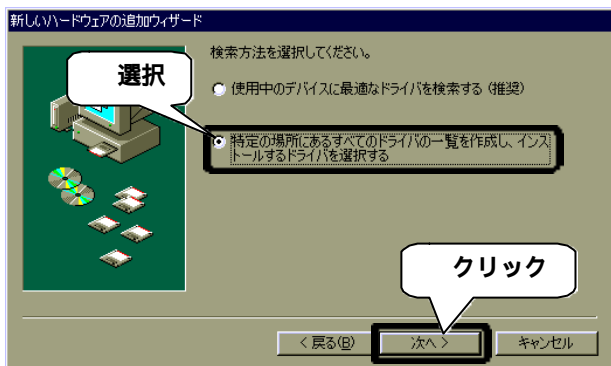 新しいハードウェアの追加ウィザード
検索方法を選択してください。
選択
使用中のデバイスに最適なドライバを検索する (推奨)
特定の場所にあるすべてのドライバの一覧を作成し、インス
トールするドライバを選択する
クリック
< 戻る(B)
次へ >
キャンセル